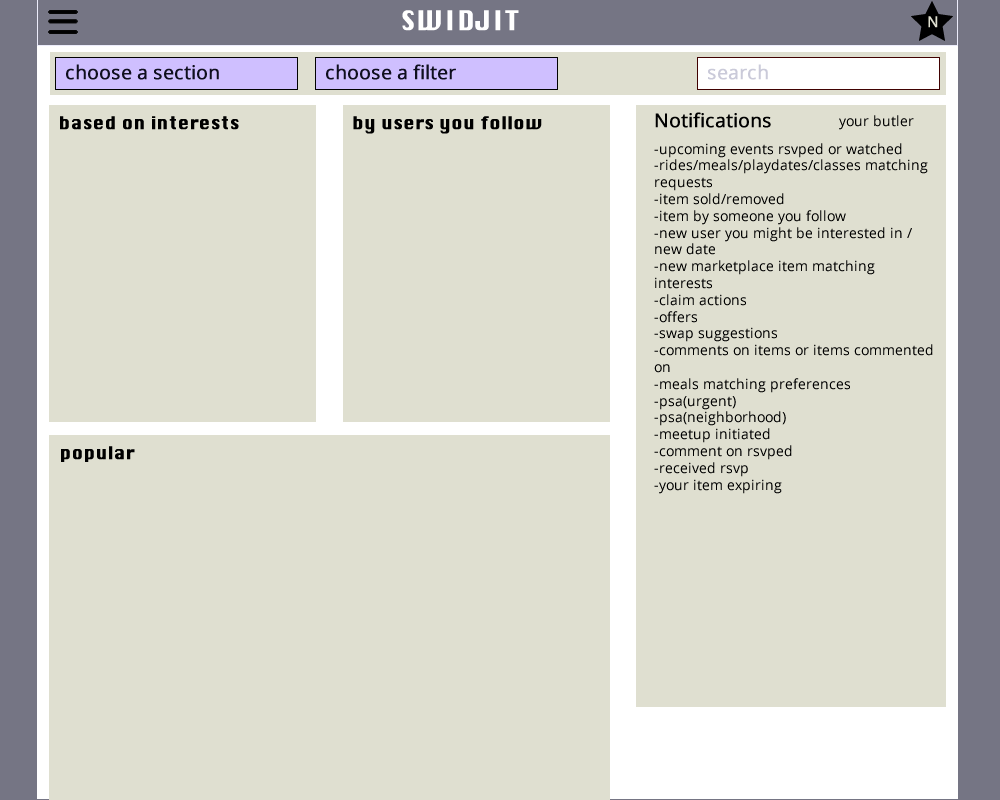 SWIDJIT
N
choose a section
choose a filter
search
based on interests
by users you follow
popular
Notifications
your butler
-upcoming events rsvped or watched
-rides/meals/playdates/classes matching
requests
-item sold/removed
-item by someone you follow
-new user you might be interested in /
new date
-new marketplace item matching
interests
-claim actions
-offers
-swap suggestions
-comments on items or items commented
on
-meals matching preferences
-psa(urgent)
-psa(neighborhood)
-meetup initiated
-comment on rsvped
-received rsvp
-your item expiring